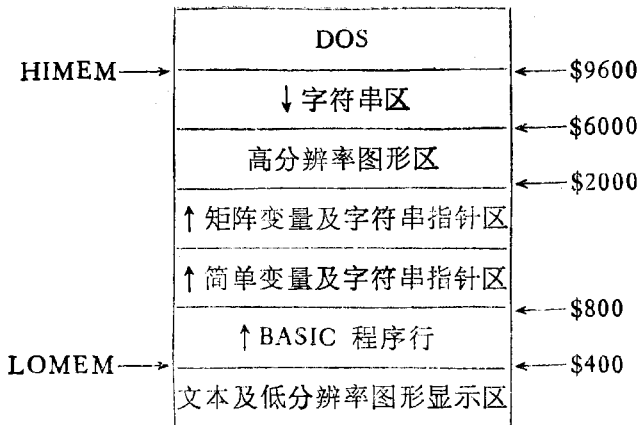 DOS
HIMEM
$9600
↓字符串区
$6000
高分辨率图形区
$2000
↑矩阵变量及字符串指针区
↑简单变量及字符串指针区
$800
↑BASIC 程序行
LOMEM
$400
文本及低分辨率图形显示区